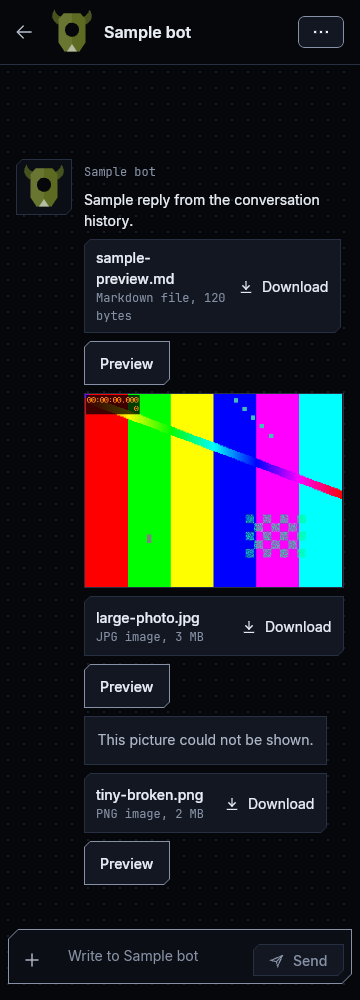 Sample bot
Sample bot
Sample reply from the conversation
history.
sample-
preview.md
Markdown file, 120
bytes
Download
Preview
00:00:00.000
0
large-photo.jpg
JPG image, 3 MB
Download
Preview
This picture could not be shown.
tiny-broken.png
PNG image, 2 MB
Download
Preview
Write to Sample bot
Send